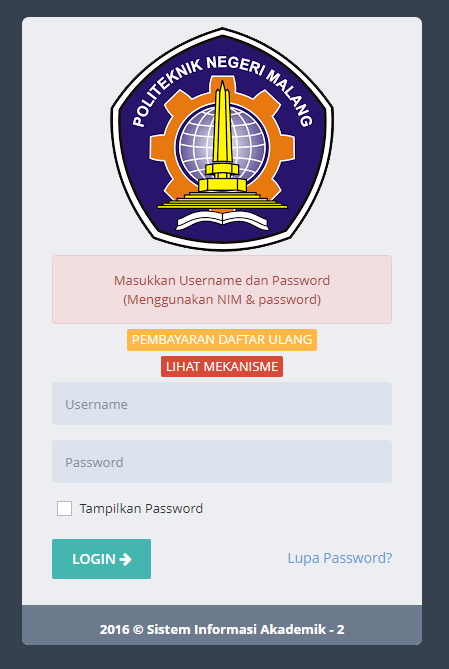 POLITEKNIK NEGERI MALANG
Masukkan Username dan Password
(Menggunakan NIM & password)
PEMBAYARAN DAFTAR ULANG
LIHAT MEKANISME
Username
Password
Tampilkan Password
LOGIN
Lupa Password?
2016 © Sistem Informasi Akademik - 2